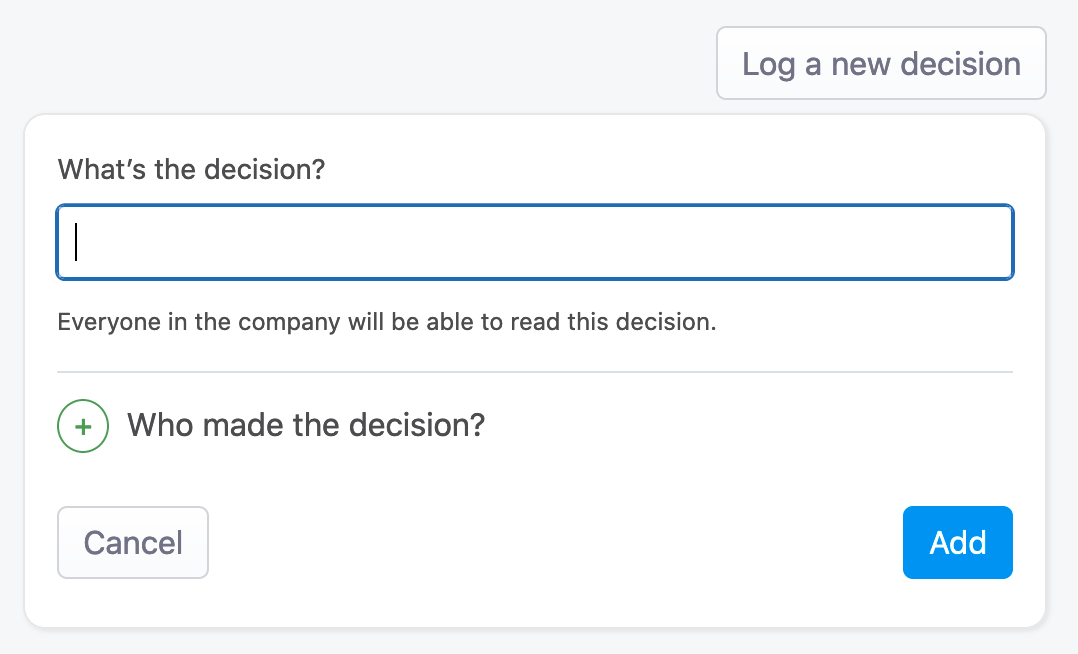 Log a new decision
What’s the decision?
Everyone in the company will be able to read this decision.
+ Who made the decision?
Cancel
Add